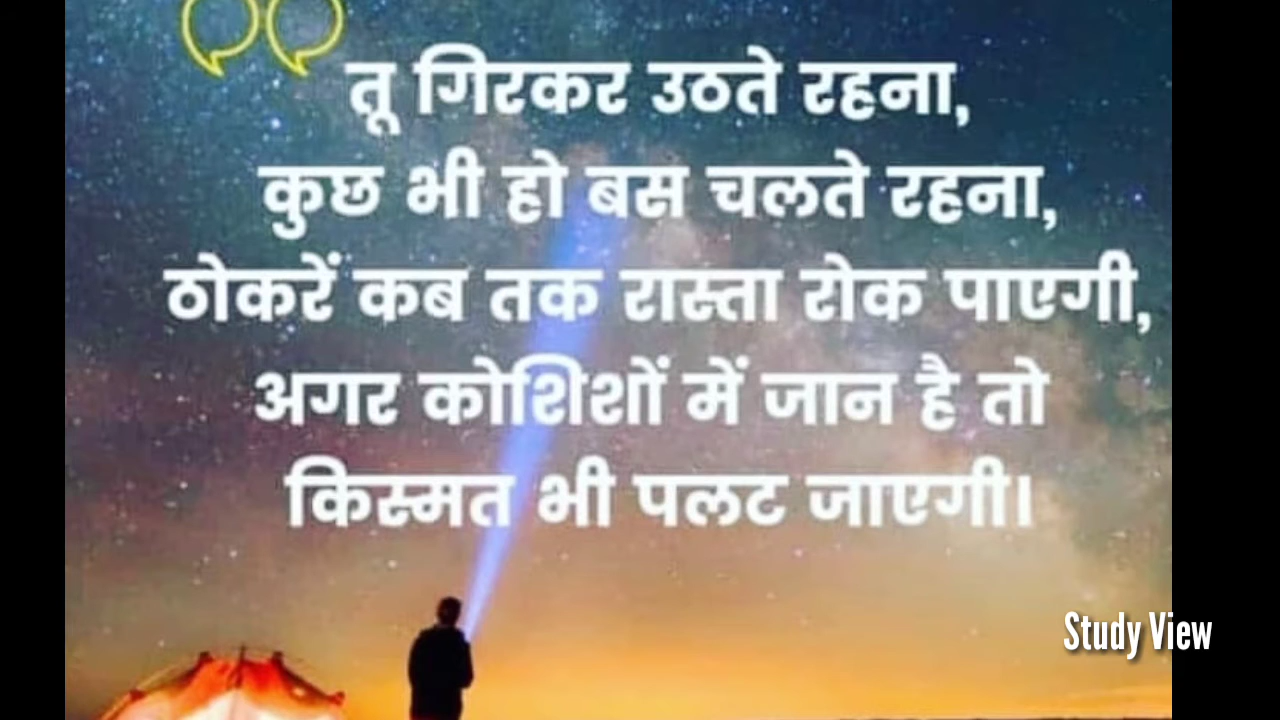 तू गिरकर उठते रहना,
कुछ भी हो बस चलते रहना,
ठोकरें कब तक रास्ता रोक पाएगी,
अगर कोशिशों में जान है तो
किस्मत भी पलट जाएगी।
Study View